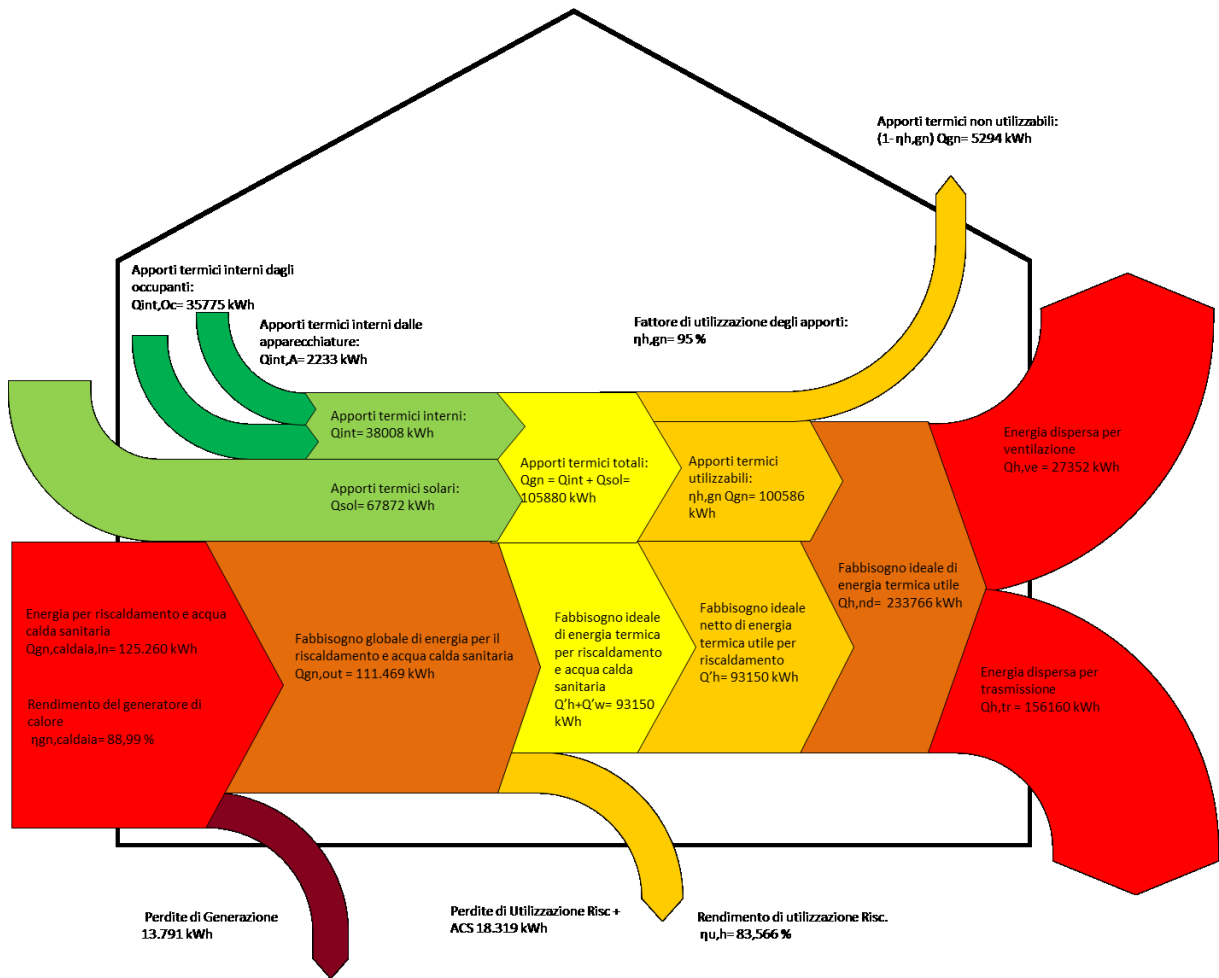 Apporti termici non utilizzabili:
(1- ηh,gn) Qgn= 5294 kWh
Apporti termici interni dagli
occupanti:
Qint,Oc= 35775 kWh
Apporti termici interni dalle
apparecchiature:
Qint,A= 2233 kWh
Fattore di utilizzazione degli apporti:
ηh,gn= 95 %
Apporti termici interni:
Qint= 38008 kWh
Apporti termici solari:
Qsol= 67872 kWh
Apporti termici totali:
Qgn = Qint + Qsol=
105880 kWh
Apporti termici
utilizzabili:
ηh,gn Qgn= 100586
kWh
Energia dispersa per
ventilazione
Qh,ve = 27352 kWh
Energia per riscaldamento e acqua
calda sanitaria
Qgn,caldaia,in= 125.260 kWh
Rendimento del generatore di
calore
ηgn,caldaia= 88,99 %
Fabbisogno globale di energia per il
riscaldamento e acqua calda sanitaria
Qgn,out = 111.469 kWh
Fabbisogno ideale
di energia termica
per riscaldamento
e acqua calda
sanitaria
Q'h+Q'w= 93150
kWh
Fabbisogno ideale
netto di energia
termica utile per
riscaldamento
Q'h= 93150 kWh
Fabbisogno ideale di
energia termica utile
Qh,nd= 233766 kWh
Energia dispersa per
trasmissione
Qh,tr = 156160 kWh
Perdite di Generazione
13.791 kWh
Perdite di Utilizzazione Risc +
ACS 18.319 kWh
Rendimento di utilizzazione Risc.
ηu,h= 83,566 %